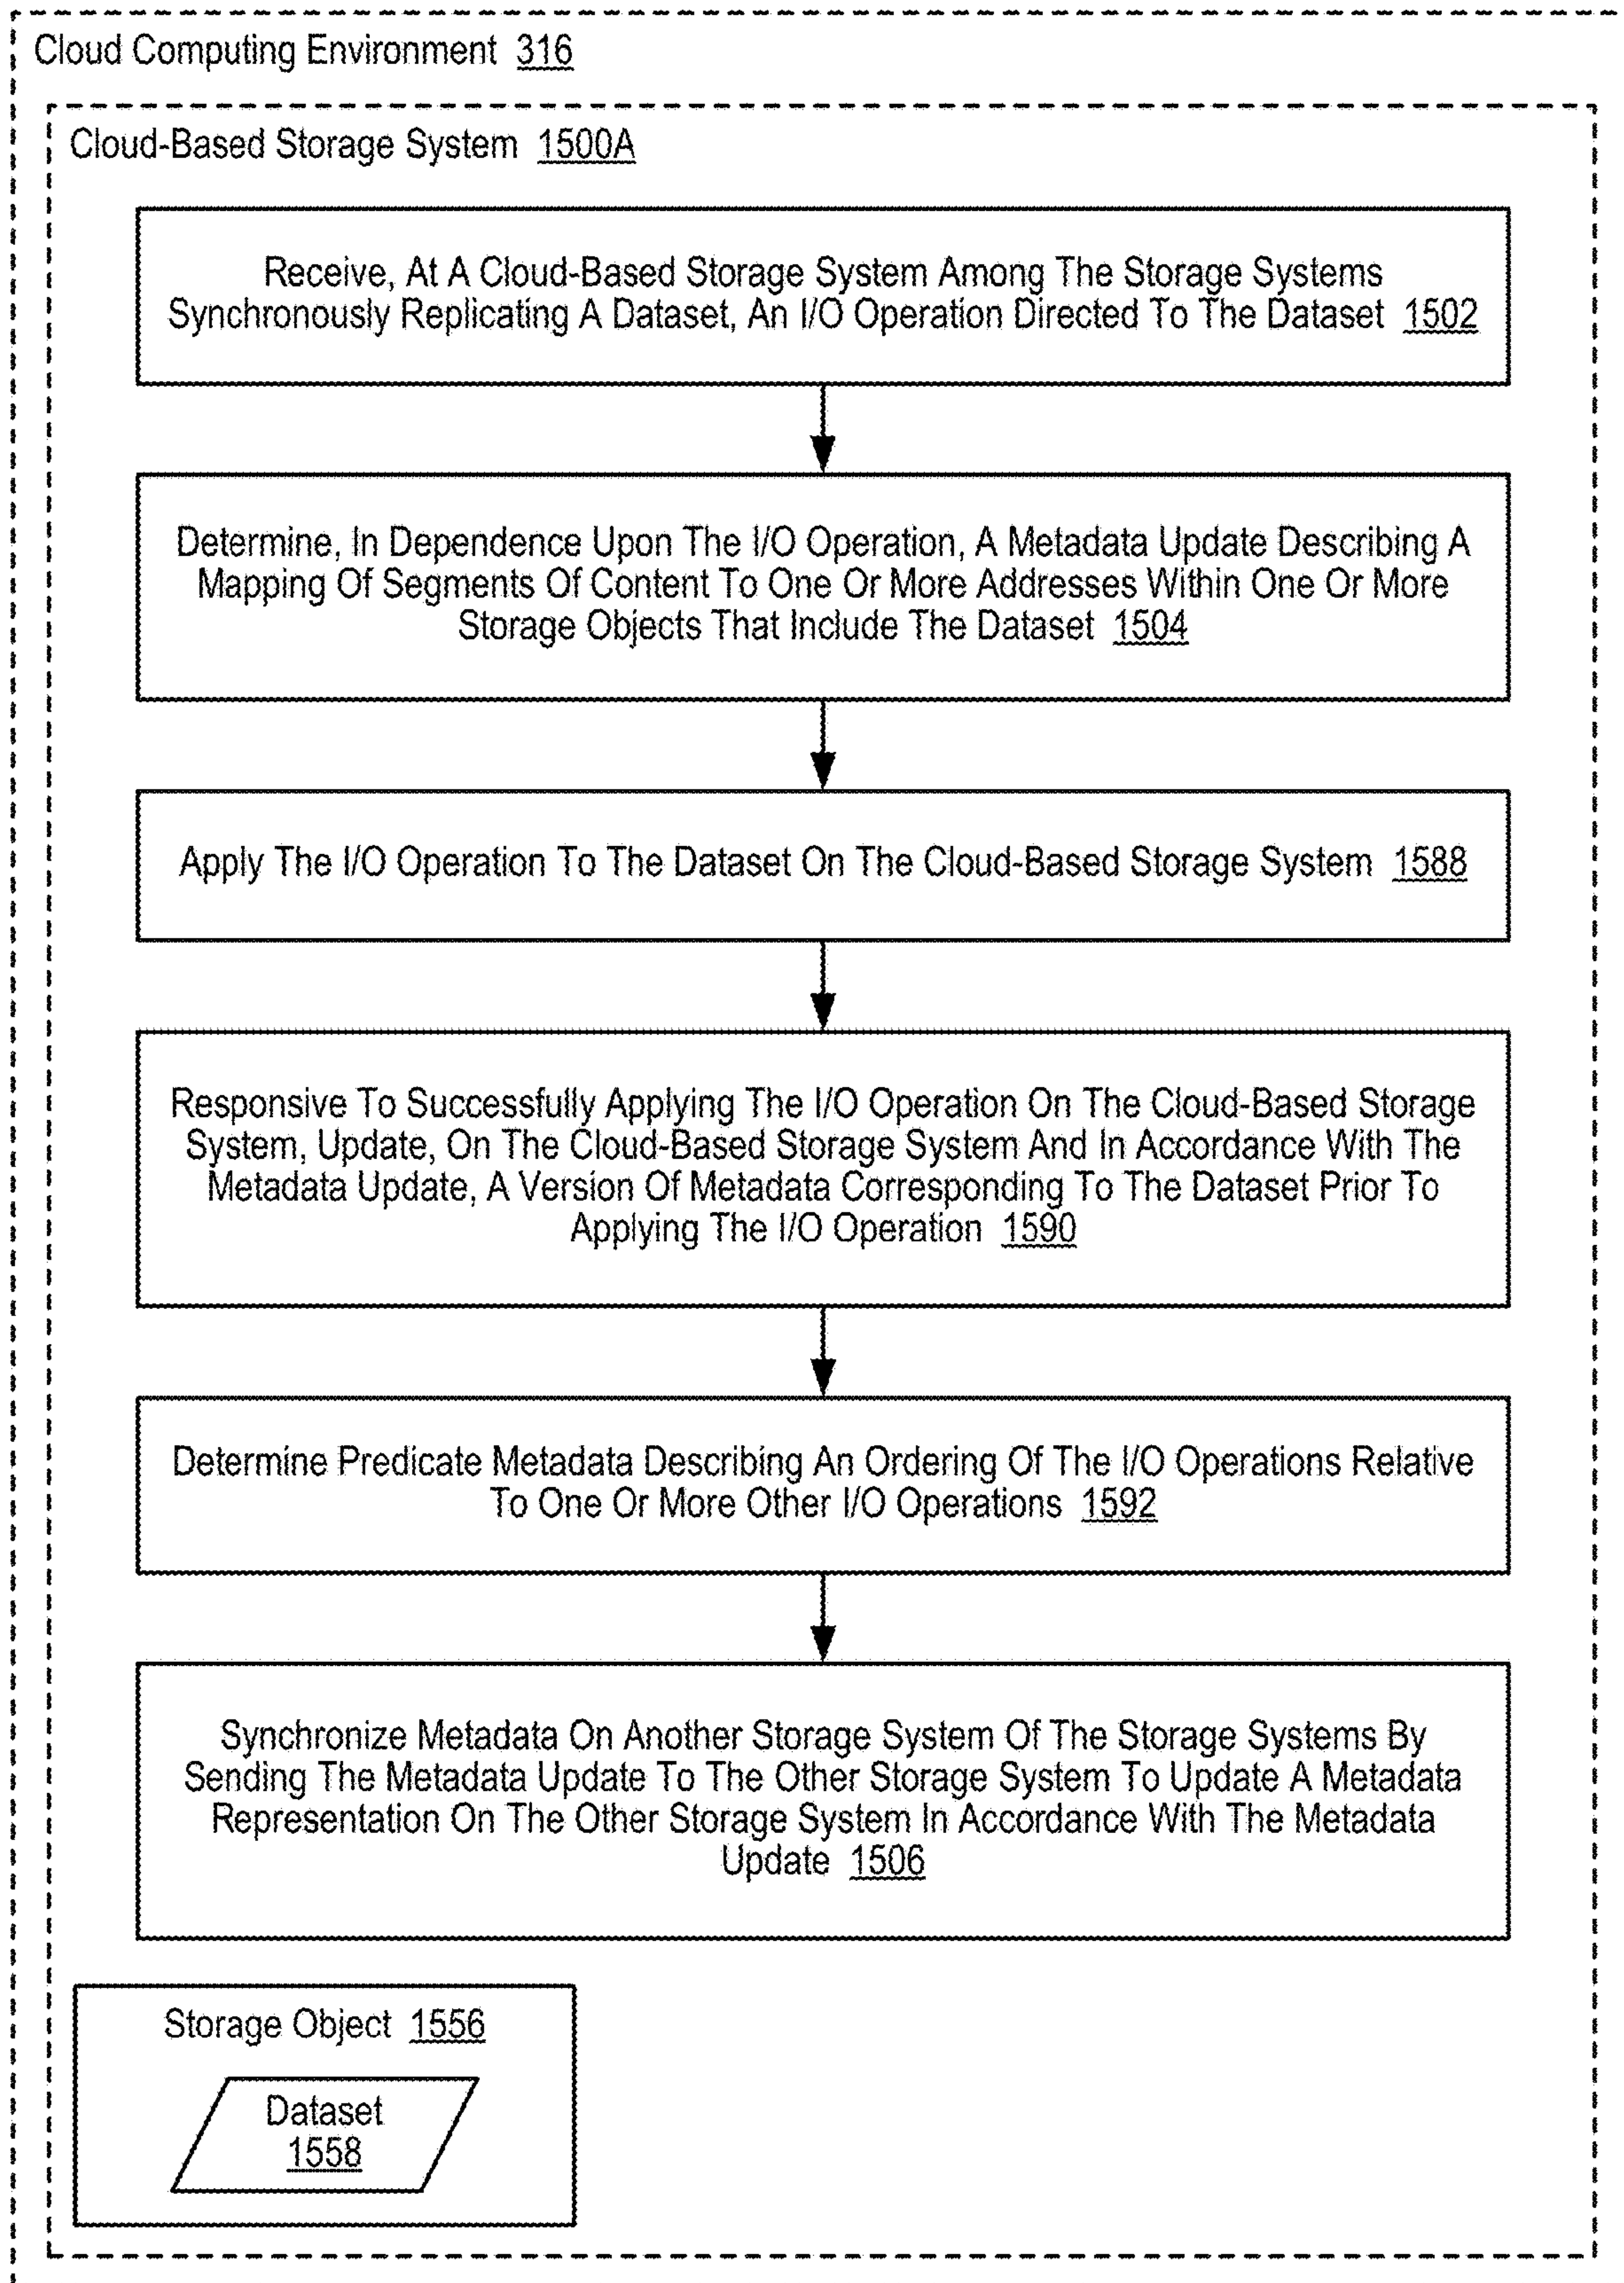 Cloud Computing Environment 316
Cloud-Based Storage System 1500A
Receive, At A Cloud-Based Storage System Among The Storage Systems
Synchronously Replicating A Dataset, An I/O Operation Directed To The Dataset 1502
Determine, In Dependence Upon The I/O Operation, A Metadata Update Describing A
Mapping Of Segments Of Content To One Or More Addresses Within One Or More
Storage Objects That Include The Dataset 1504
Apply The I/O Operation To The Dataset On The Cloud-Based Storage System 1588
Responsive To Successfully Applying The I/O Operation On The Cloud-Based Storage
System, Update, On The Cloud-Based Storage System And In Accordance With The
Metadata Update, A Version Of Metadata Corresponding To The Dataset Prior To
Applying The I/O Operation 1590
Determine Predicate Metadata Describing An Ordering Of The I/O Operations Relative
To One Or More Other I/O Operations 1592
Synchronize Metadata On Another Storage System Of The Storage Systems By
Sending The Metadata Update To The Other Storage System To Update A Metadata
Representation On The Other Storage System In Accordance With The Metadata
Update 1506
Storage Object 1556
Dataset
1558